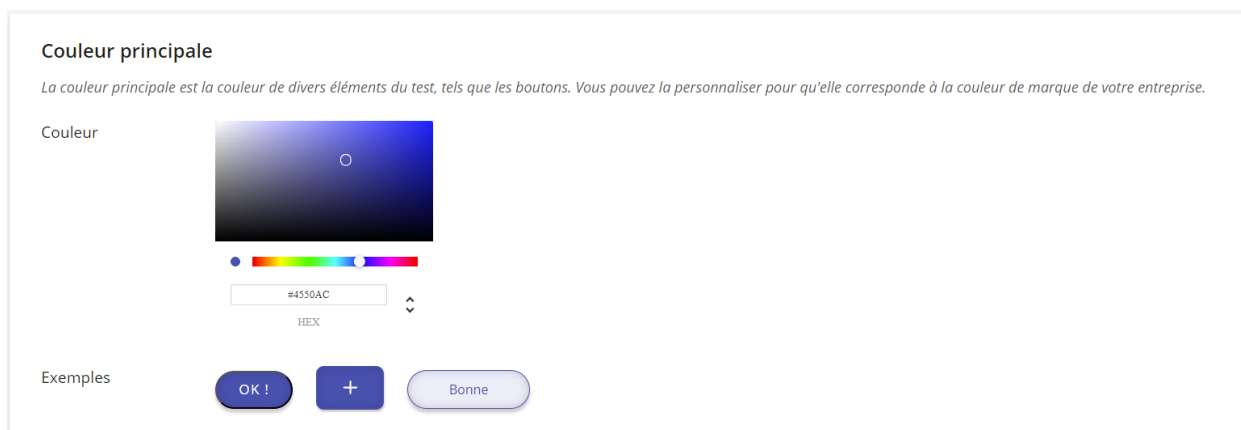 Couleur principale
La couleur principale est la couleur de divers éléments du test, tels que les boutons. Vous pouvez la personnaliser pour qu'elle corresponde à la couleur de marque de votre entreprise.
Couleur
#4550AC
HEX
Exemples
OK !
+
Bonne